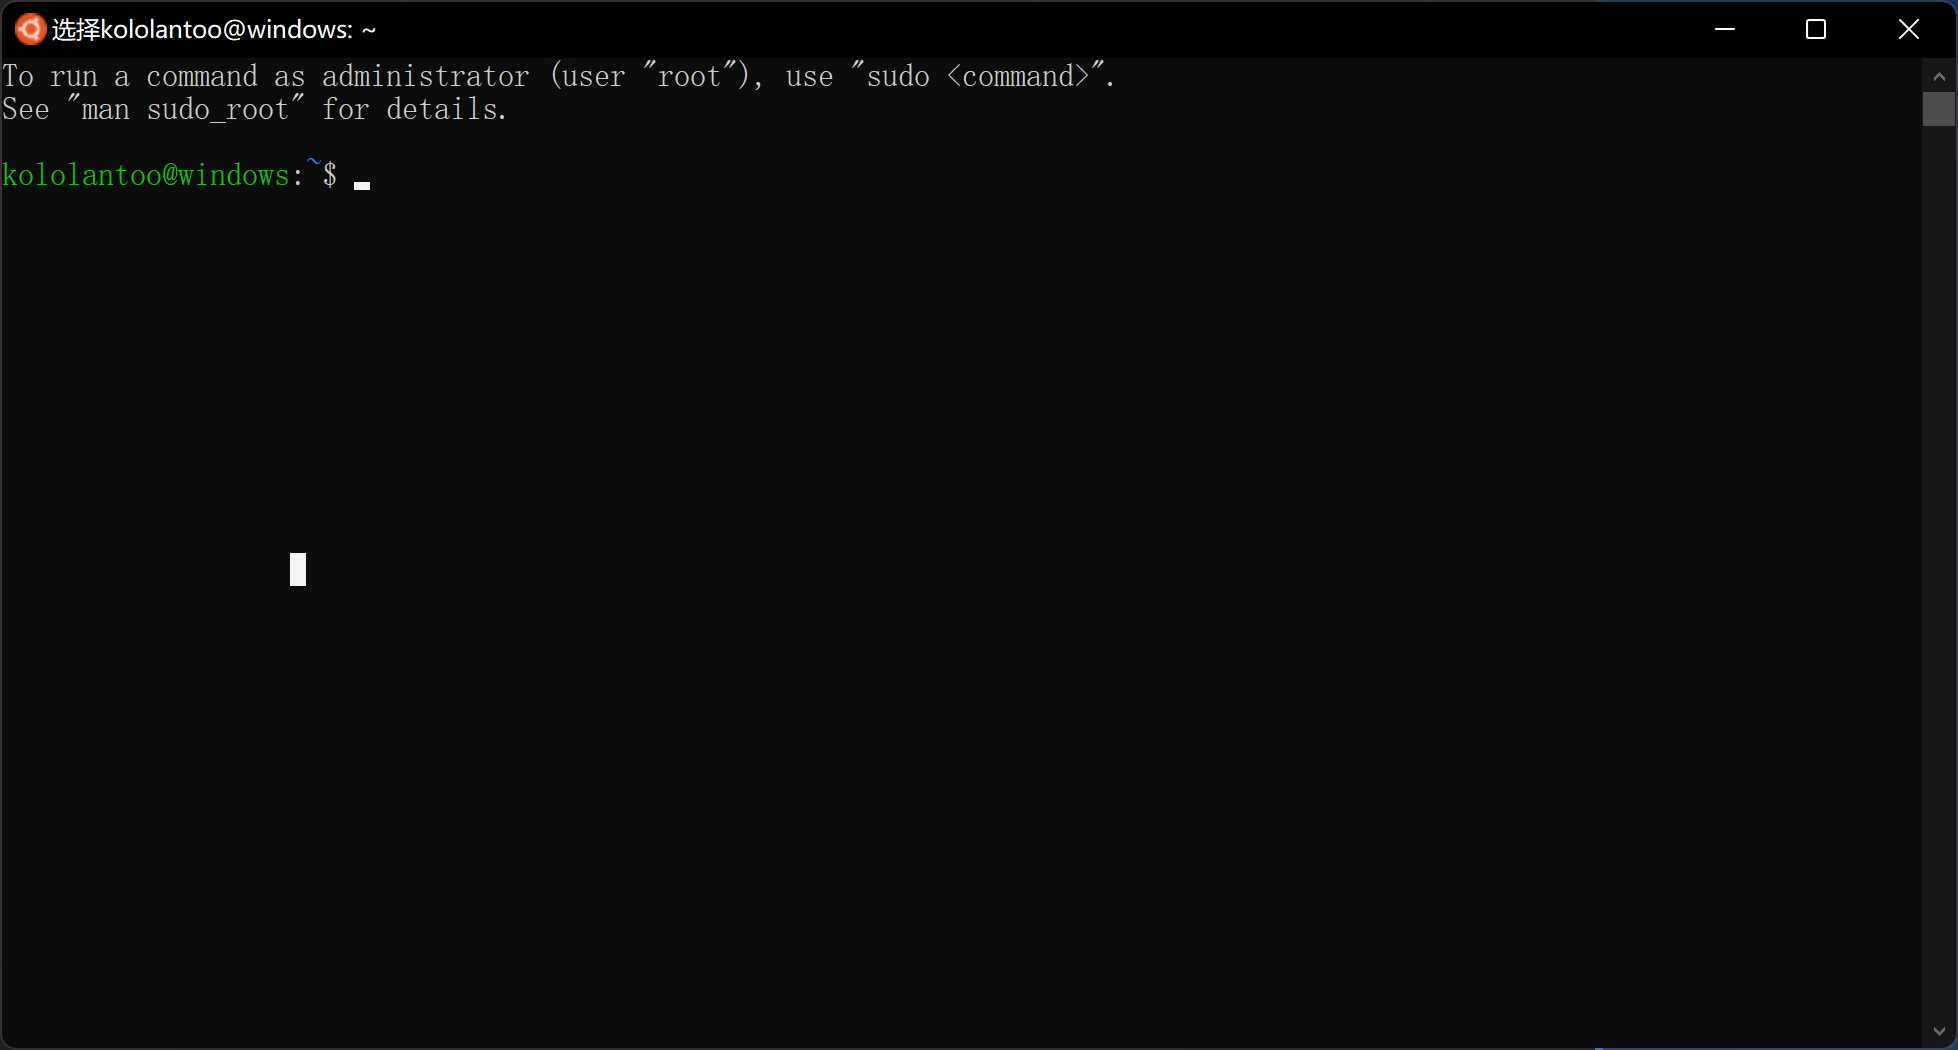 选择kololantoo@windows: ~
To run a command as administrator (user "root"), use "sudo <command>".
See "man sudo_root" for details.
kololantoo@windows:~$